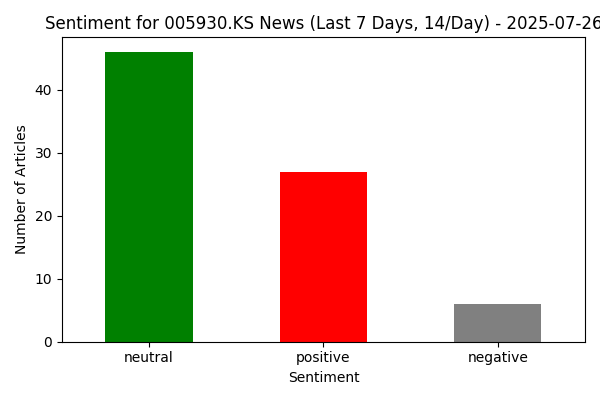 Sentiment for 005930.KS News (Last 7 Days, 14/Day) - 2025-07-26
Number of Articles
40
30
20
10
0
neutral positive negative
Sentiment